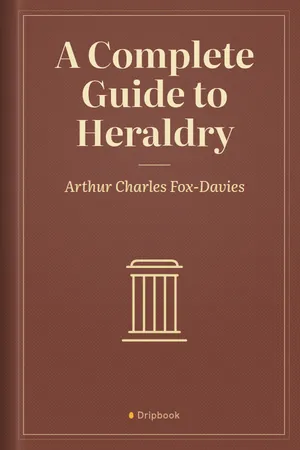 A Complete
Guide to
Heraldry
Arthur Charles Fox-Davies
Dripbook